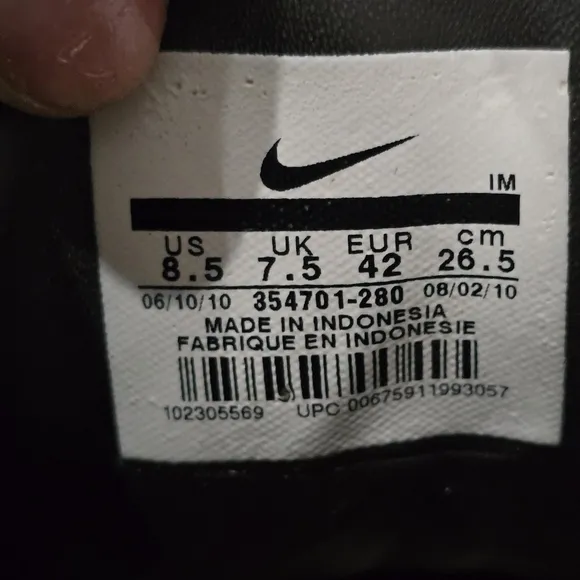 IM
US UK EUR cm
8.5 7.5 42 26.5
06/10/10 354701-280 08/02/10
MADE IN INDONESIA
FABRIQUE EN INDONESIE
102305569 UPC:00675911993057